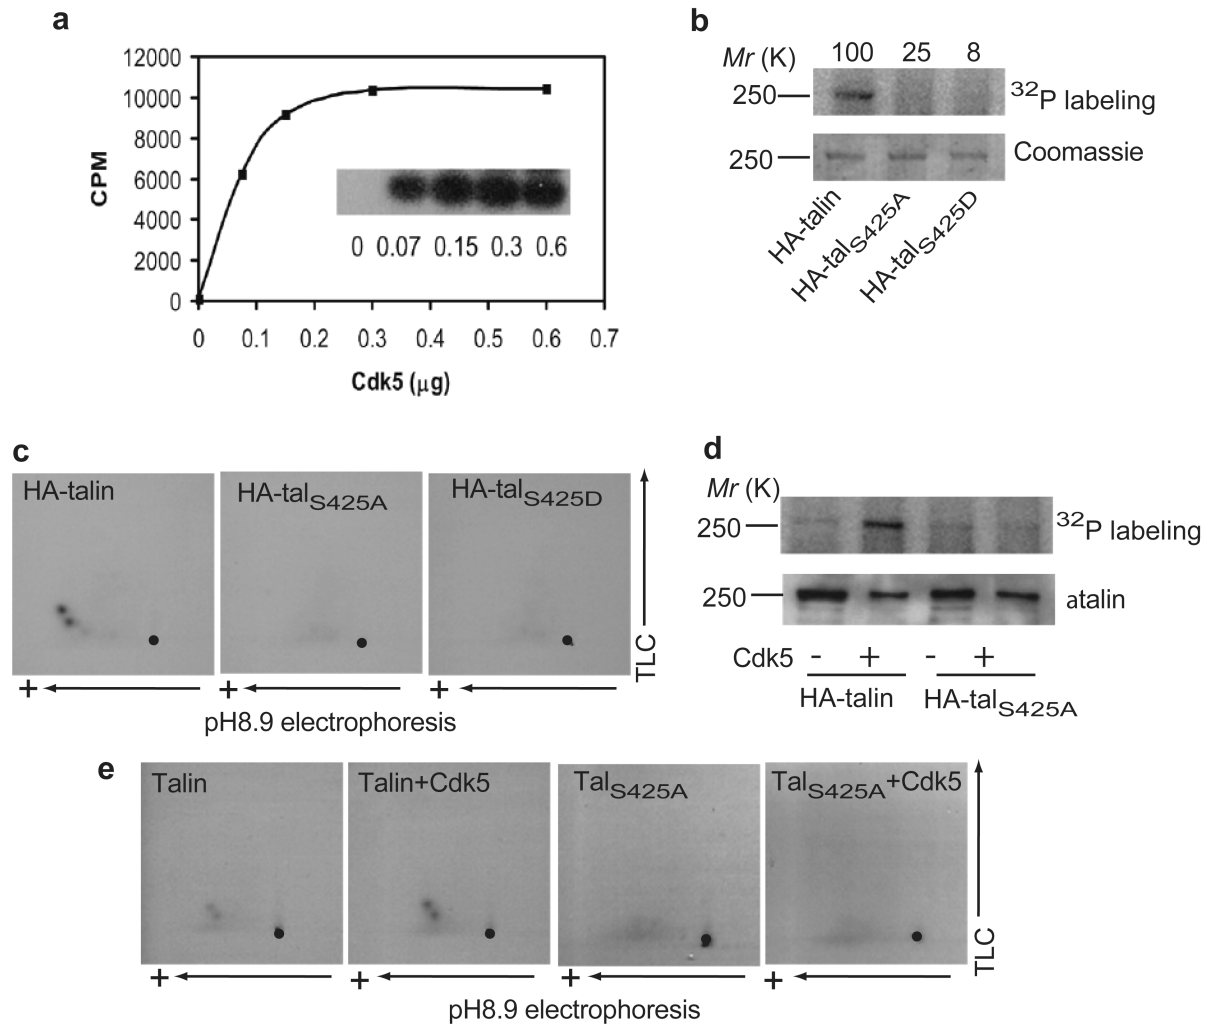 a
12000
10000
8000
6000
4000
2000
0
CPM
0 0.07 0.15 0.3 0.6
0 0.1 0.2 0.3 0.4 0.5 0.6 0.7
Cdk5 (μg)
b
Mr (K) 100 25 8
250 32P labeling
250 Coomassie
HA-talin
HA-talS425A
HA-talS425D
c
HA-talin HA-talS425A HA-talS425D
TLC
+ + +
pH8.9 electrophoresis
d
Mr (K)
250 32P labeling
250 atalin
Cdk5 - + - +
HA-talin HA-talS425A
e
Talin Talin+Cdk5 TalS425A TalS425A+Cdk5
TLC
+ + + +
pH8.9 electrophoresis